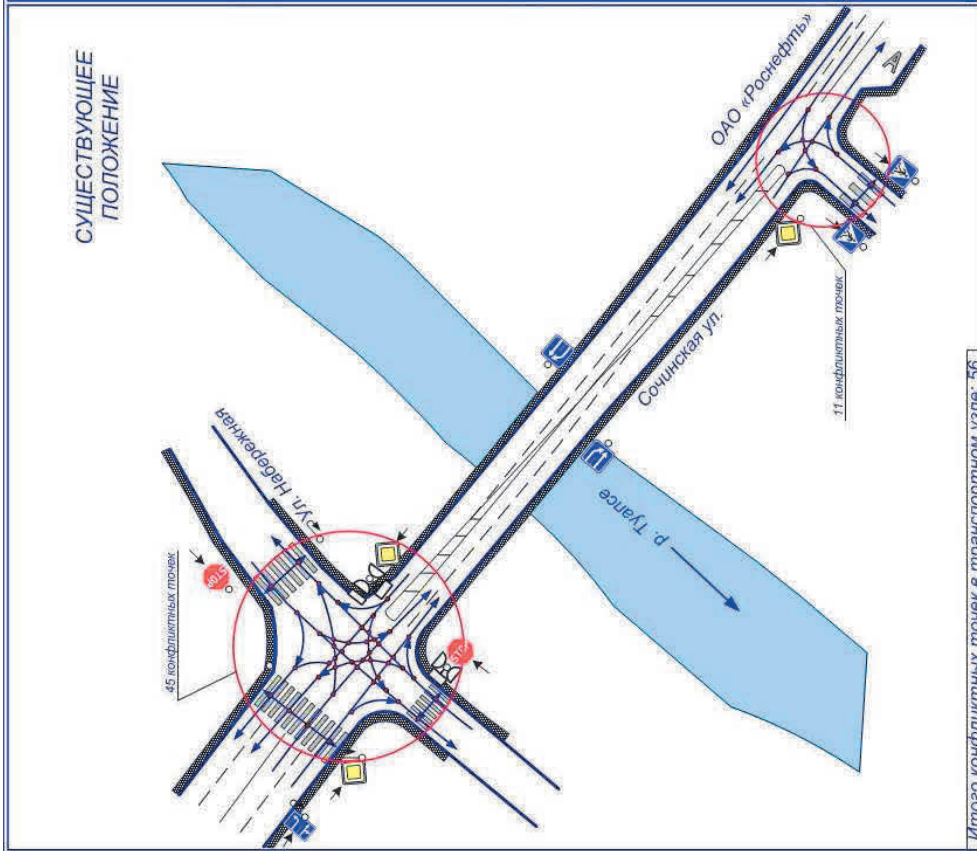 СУЩЕСТВУЮЩЕЕ
ПОЛОЖЕНИЕ
ОАО «Роснефть»
А
45 конфликтных точек
STOP
Ул. Набережная
Сочинская ул.
р. Туапсе
STOP
11 конфликтных точек
Итого конфликтных точек в транспортном узле: 56